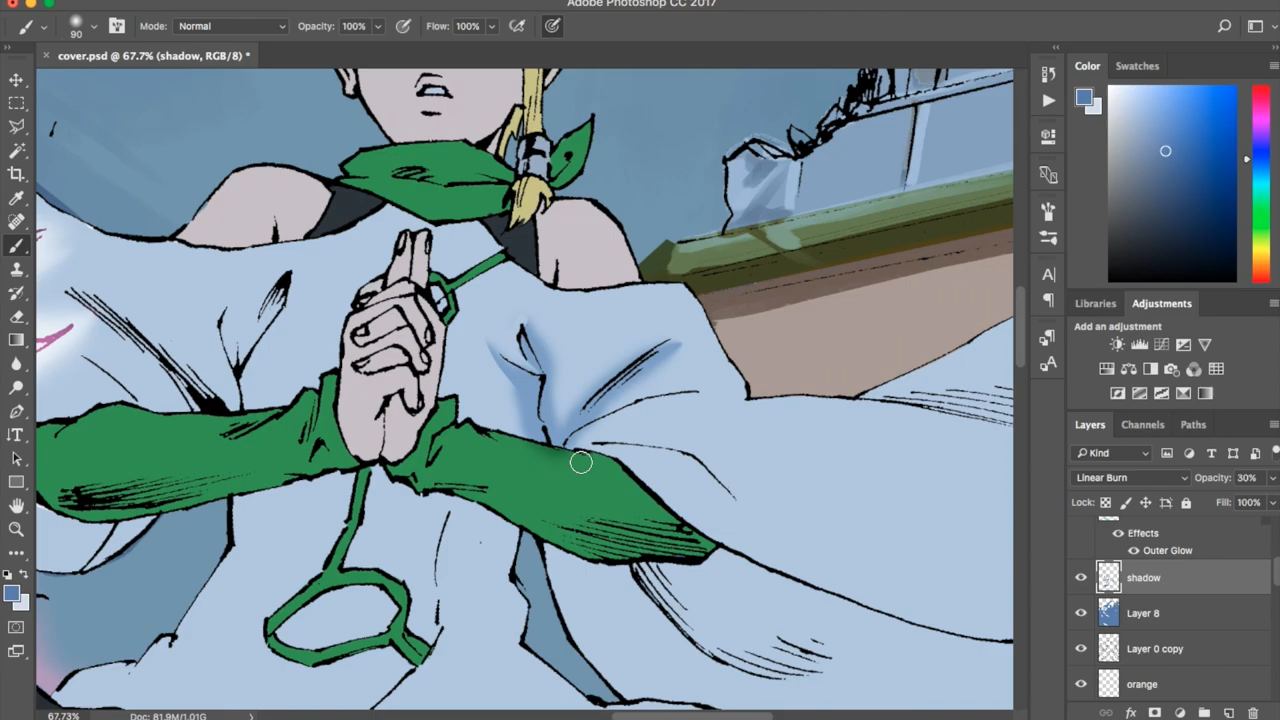 Adobe Photoshop CC 2017
90
Mode: Normal
Opacity: 100%
Flow: 100%
cover.psd @ 67.7% (shadow, RGB/8) *
Color
Swatches
Libraries
Adjustments
Add an adjustment
Layers
Channels
Paths
Kind
Linear Burn
Opacity: 30%
Lock:
Fill: 100%
Effects
Outer Glow
shadow
Layer 8
Layer 0 copy
orange
67.73%
Doc: 81.9M/1.01G